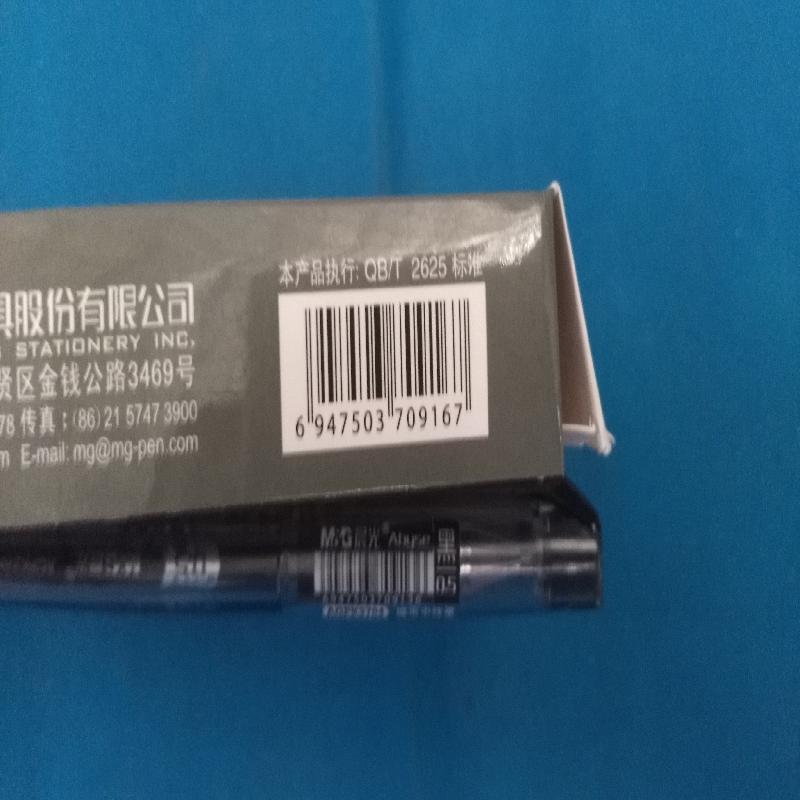 具股份有限公司
STATIONERY INC.
贤区金钱公路3469号
78 传真：(86) 21 5747 3900
m E-mail: mg@mg-pen.com
本产品执行: QB/T 2625 标准
6 947503 709167
M&G 晨光®
0.5